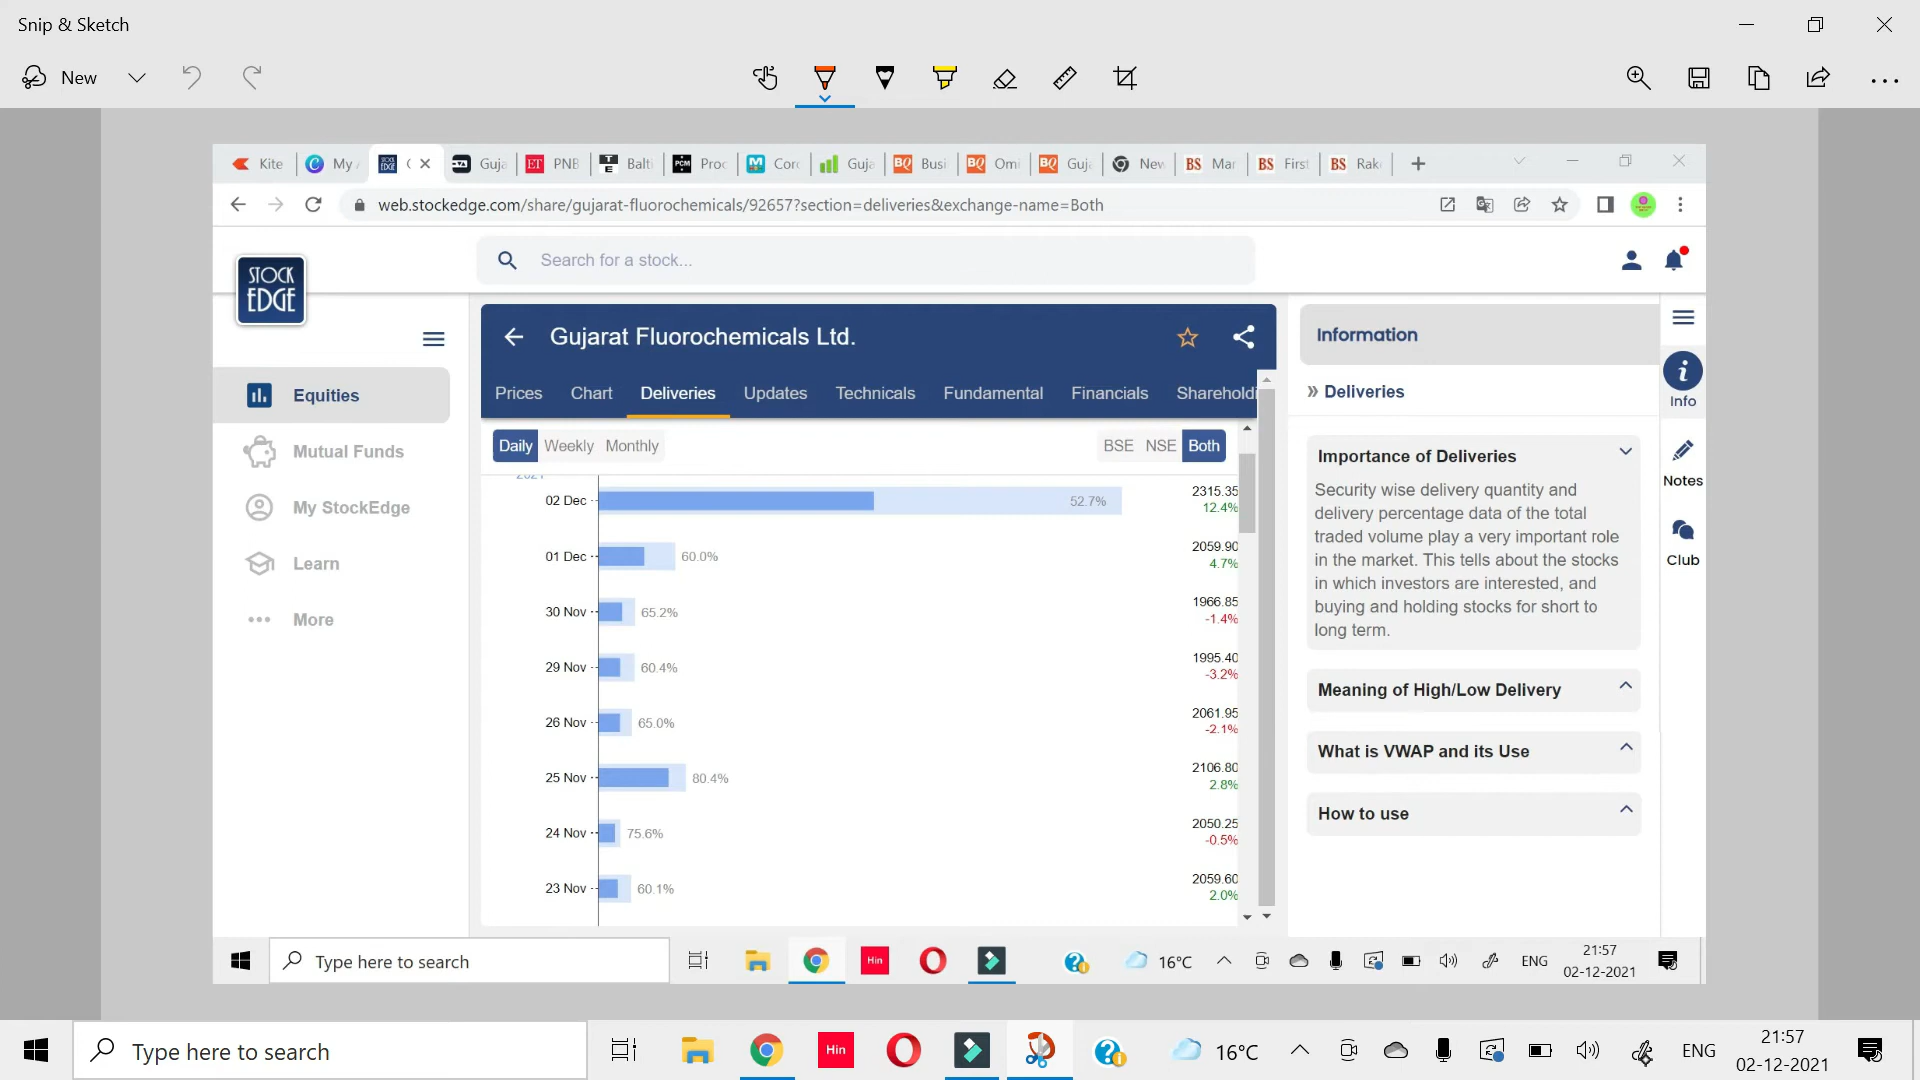 Snip & Sketch
New
Kite
My
Guja
PNB
Balti
Proc
Corc
Guja
Busi
Omi
Guj
New
Mar
First
Rak
web.stockedge.com/share/gujarat-fluorochemicals/92657?section=deliveries&exchange-name=Both
STOCK
EDGE
Search for a stock...
Equities
Mutual Funds
My StockEdge
Learn
More
Gujarat Fluorochemicals Ltd.
Prices Chart Deliveries Updates Technicals Fundamental Financials Shareholdi
Daily Weekly Monthly BSE NSE Both
2021
02 Dec 52.7% 2315.35
12.4%
01 Dec 60.0% 2059.90
4.7%
30 Nov 65.2% 1966.85
-1.4%
29 Nov 60.4% 1995.40
-3.2%
26 Nov 65.0% 2061.95
-2.1%
25 Nov 80.4% 2106.80
2.8%
24 Nov 75.6% 2050.25
-0.5%
23 Nov 60.1% 2059.60
2.0%
Information
» Deliveries
Importance of Deliveries
Security wise delivery quantity and
delivery percentage data of the total
traded volume play a very important role
in the market. This tells about the stocks
in which investors are interested, and
buying and holding stocks for short to
long term.
Meaning of High/Low Delivery
What is VWAP and its Use
How to use
Info
Notes
Club
Type here to search
Hin
16°C
ENG
21:57
02-12-2021
Type here to search
Hin
16°C
ENG
21:57
02-12-2021